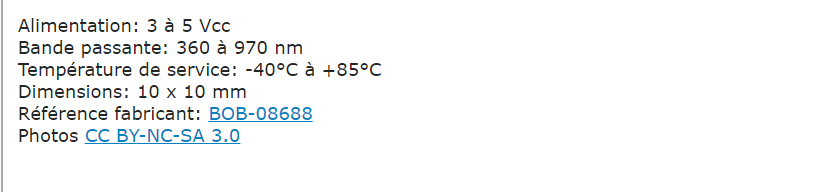 Alimentation: 3 à 5 Vcc
Bande passante: 360 à 970 nm
Température de service: -40°C à +85°C
Dimensions: 10 x 10 mm
Référence fabricant: BOB-08688
Photos CC BY-NC-SA 3.0